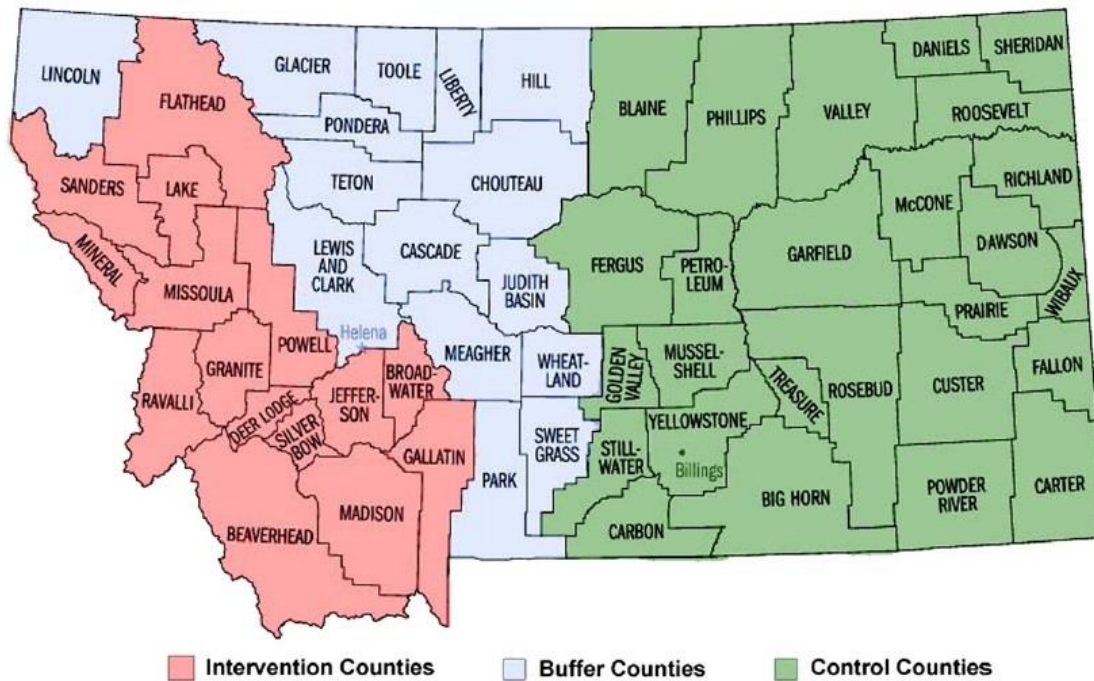 DANIELS
SHERIDAN
LINCOLN
GLACIER
TOOLE
LIBERTY
HILL
FLATHEAD
BLAINE
PHILLIPS
VALLEY
ROOSEVELT
PONDERA
SANDERS
LAKE
TETON
CHOUTEAU
McCONE
RICHLAND
MINERAL
MISSOULA
LEWIS
AND
CLARK
CASCADE
JUDITH
BASIN
FERGUS
PETRO-
LEUM
GARFIELD
DAWSON
WIBAUX
PRAIRIE
Helena
POWELL
GRANITE
RAVALLI
DEER LODGE
SILVER
BOW
JEFFER-
SON
BROAD-
WATER
MEAGHER
WHEAT-
LAND
GOLDEN
VALLEY
MUSSEL-
SHELL
TREASURE
ROSEBUD
CUSTER
FALLON
GALLATIN
PARK
SWEET
GRASS
STILL-
WATER
YELLOWSTONE
Billings
BIG HORN
POWDER
RIVER
CARTER
BEAVERHEAD
MADISON
CARBON
Intervention Counties
Buffer Counties
Control Counties